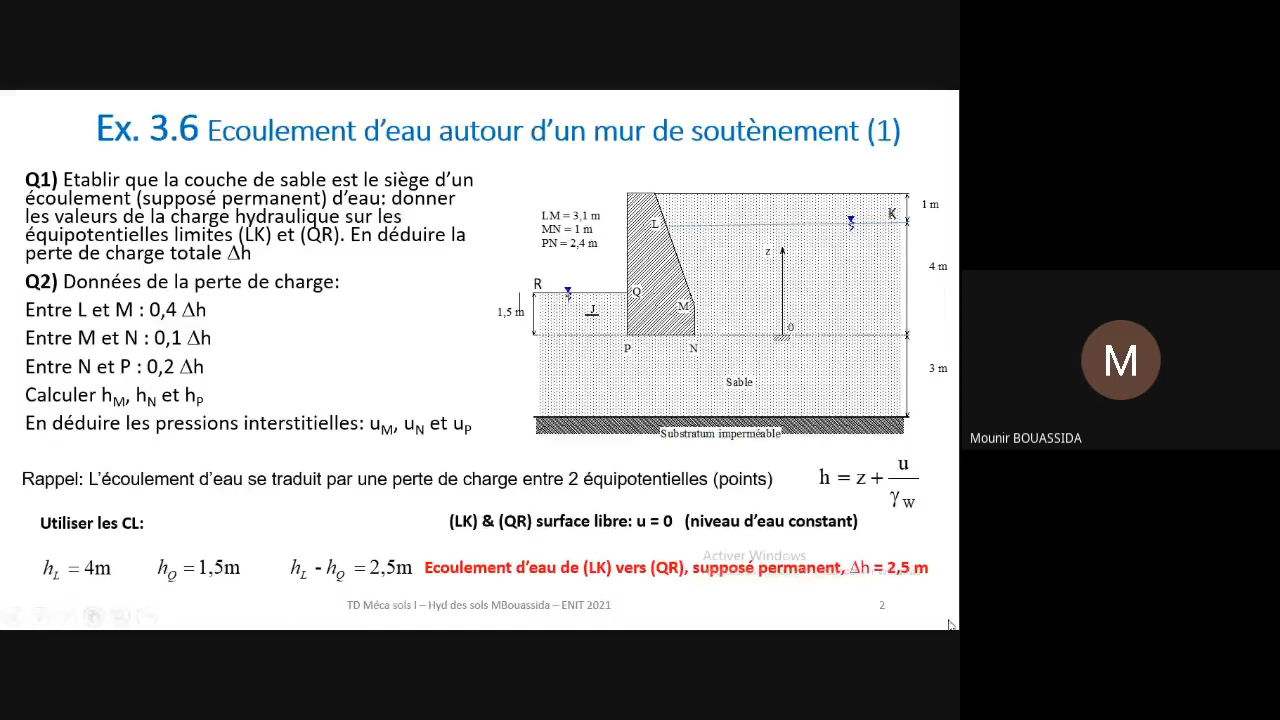 Ex. 3.6 Ecoulement d’eau autour d’un mur de soutènement (1)
Q1) Etablir que la couche de sable est le siège d’un
écoulement (supposé permanent) d’eau: donner
les valeurs de la charge hydraulique sur les
équipotentielles limites (LK) et (QR). En déduire la
perte de charge totale Δh
Q2) Données de la perte de charge:
Entre L et M : 0,4 Δh
Entre M et N : 0,1 Δh
Entre N et P : 0,2 Δh
Calculer hM, hN et hP
En déduire les pressions interstitielles: uM, uN et uP
LM = 3,1 m
MN = 1 m
PN = 2,4 m
L
K
1 m
z
4 m
R
Q
M
1,5 m
J
0
P
N
3 m
Sable
Substratum imperméable
Rappel: L’écoulement d’eau se traduit par une perte de charge entre 2 équipotentielles (points)
h = z + u / γw
Utiliser les CL:
(LK) & (QR) surface libre: u = 0 (niveau d’eau constant)
hL = 4m
hQ = 1,5m
hL - hQ = 2,5m
Ecoulement d’eau de (LK) vers (QR), supposé permanent, Δh = 2,5 m
Activer Windows
TD Méca sols I – Hyd des sols MBouassida – ENIT 2021
2
M
Mounir BOUASSIDA